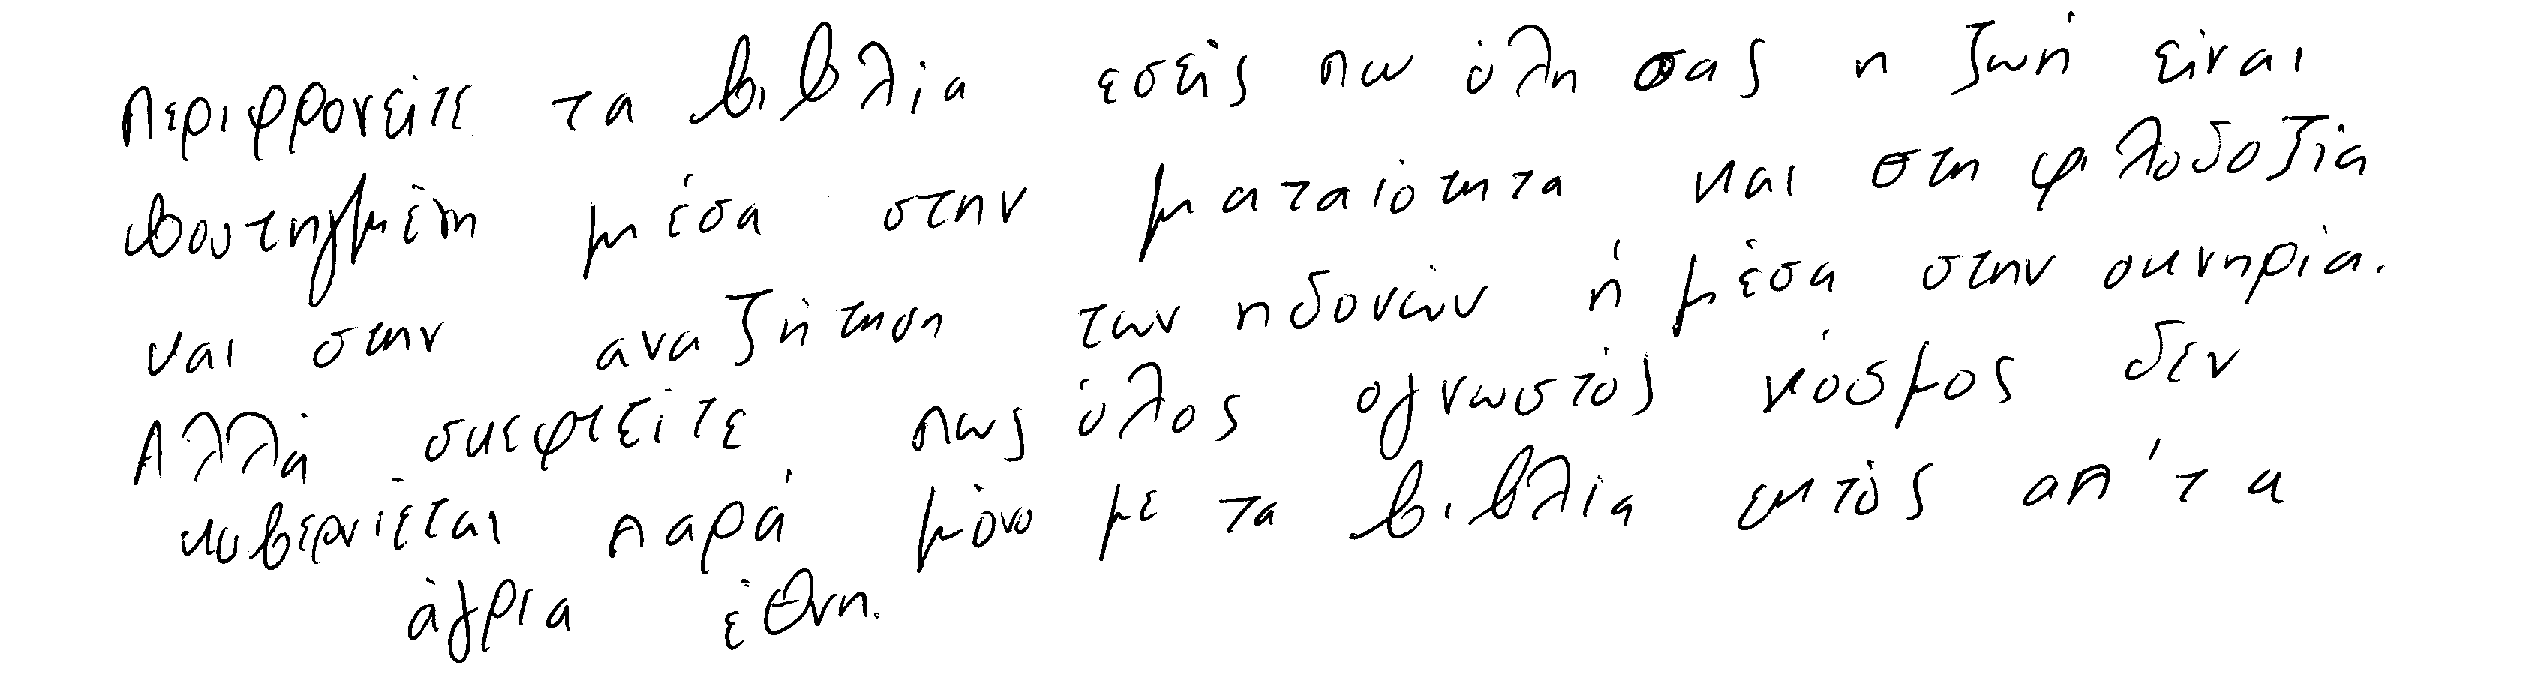 περιφρονείτε τα βιβλία εσείς πω όλη σας η ζωή είναι
βουτηγμένη μέσα στην ματαιότητα και στη φιλοδοξία
και στην αναζήτηση των ηδονών ή μέσα στην οκνηρία.
Αλλά σκεφτείτε πως όλος ογνωστός κόσμος δεν
κυβερνιέται παρά μόνο με τα βιβλία εκτός απ'τα
άγρια έθνη.